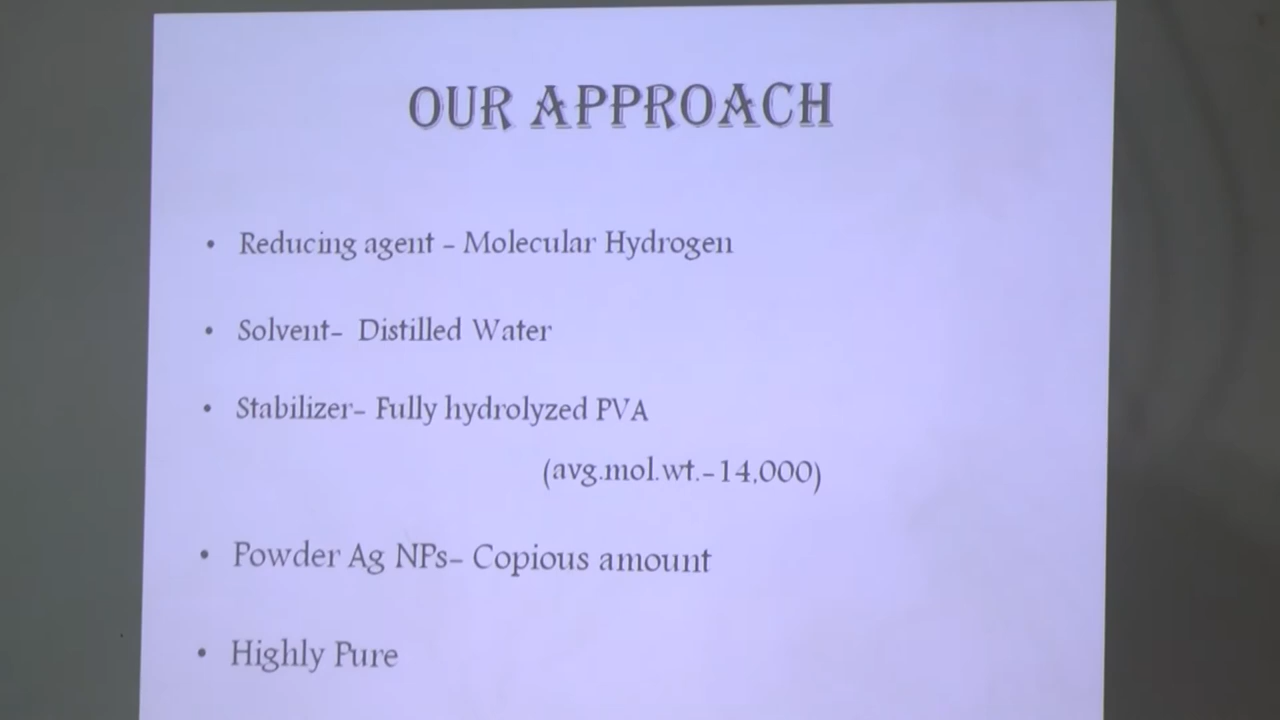 OUR APPROACH
• Reducing agent - Molecular Hydrogen
• Solvent- Distilled Water
• Stabilizer- Fully hydrolyzed PVA
(avg.mol.wt.-14,000)
• Powder Ag NPs- Copious amount
• Highly Pure